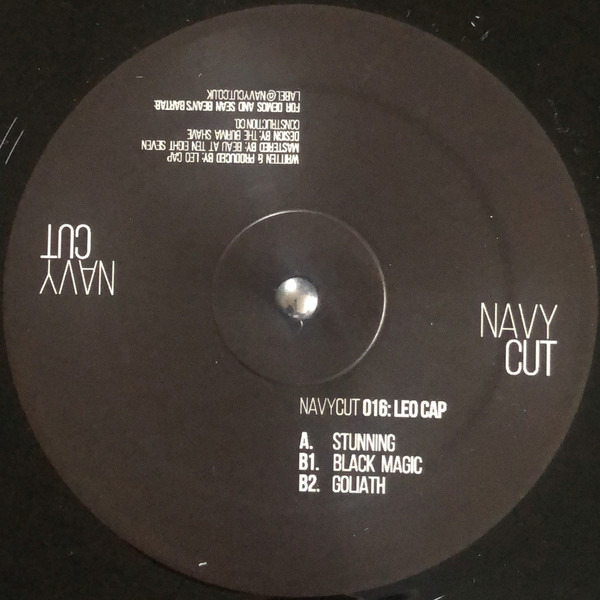 NAVY
CUT
NAVYCUT 016: LEO CAP
A. STUNNING
B1. BLACK MAGIC
B2. GOLIATH
NAVY
CUT
WRITTEN & PRODUCED BY: LEO CAP
MASTERED BY: BEAU AT TEN EIGHT SEVEN
DESIGN BY: THE BURMA SHAVE
CONSTRUCTION CO.
FOR DEMOS AND SEAN BEAN'S BARTAB:
LABEL@NAVYCUT.CO.UK